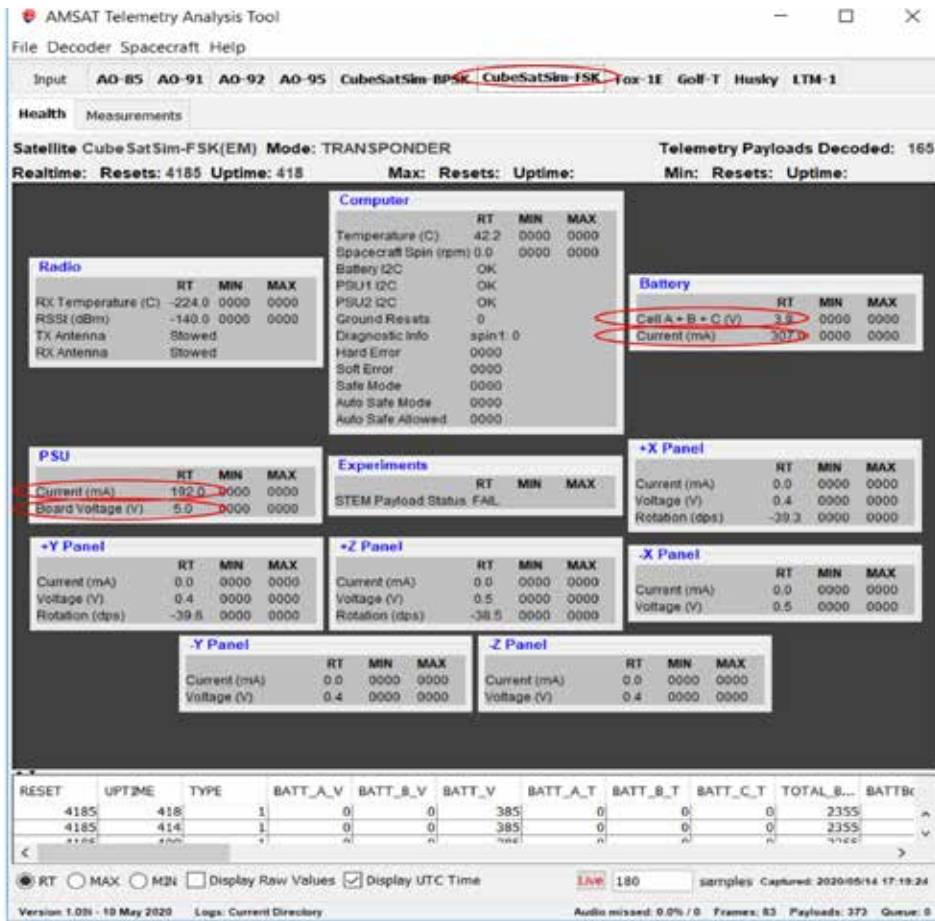 AMSAT Telemetry Analysis Tool
File Decoder Spacecraft Help
Input AO-85 AO-91 AO-92 AO-95 CubeSatSim-BPSK CubeSatSim-FSK Fox-1E Golf-T Husky LTM-1
Health Measurements
Satellite CubeSatSim-FSK(EM) Mode: TRANSPONDER Telemetry Payloads Decoded: 165
Realtime: Resets: 4185 Uptime: 418 Max: Resets: Uptime: Min: Resets: Uptime:
Computer
RT MIN MAX
Temperature (C) 42.2 0000 0000
Spacecraft Spin (rpm) 0.0 0000 0000
Battery I2C OK
PSU1 I2C OK
PSU2 I2C OK
Ground Resets 0
Diagnostic Info spin1: 0
Hard Error 0000
Soft Error 0000
Safe Mode 0000
Auto Safe Mode 0000
Auto Safe Allowed 0000
Radio
RT MIN MAX
RX Temperature (C) -224.0 0000 0000
RSSI (dBm) -140.0 0000 0000
TX Antenna Stowed
RX Antenna Stowed
Battery
RT MIN MAX
Cell A + B + C (V) 3.9 0000 0000
Current (mA) 307.0 0000 0000
PSU
RT MIN MAX
Current (mA) 192.0 0000 0000
Board Voltage (V) 5.0 0000 0000
Experiments
RT MIN MAX
STEM Payload Status FAIL
+X Panel
RT MIN MAX
Current (mA) 0.0 0000 0000
Voltage (V) 0.4 0000 0000
Rotation (dps) -39.3 0000 0000
+Y Panel
RT MIN MAX
Current (mA) 0.0 0000 0000
Voltage (V) 0.4 0000 0000
Rotation (dps) -39.6 0000 0000
+Z Panel
RT MIN MAX
Current (mA) 0.0 0000 0000
Voltage (V) 0.5 0000 0000
Rotation (dps) -38.5 0000 0000
-X Panel
RT MIN MAX
Current (mA) 0.0 0000 0000
Voltage (V) 0.5 0000 0000
-Y Panel
RT MIN MAX
Current (mA) 0.0 0000 0000
Voltage (V) 0.4 0000 0000
-Z Panel
RT MIN MAX
Current (mA) 0.0 0000 0000
Voltage (V) 0.4 0000 0000
RESET UPTIME TYPE BATT_A_V BATT_B_V BATT_V BATT_A_T BATT_B_T BATT_C_T TOTAL_B...
4185 418 1 0 0 385 0 0 0 2355
4185 414 1 0 0 385 0 0 0 2355
RT MAX MIN Display Raw Values Display UTC Time Live 180 samples Captured: 2020/05/14 17:19:24
Version 1.09i - 10 May 2020 Logs: Current Directory Audio missed: 0.0% / 0 Frames: 83 Payloads: 373 Queue: 0